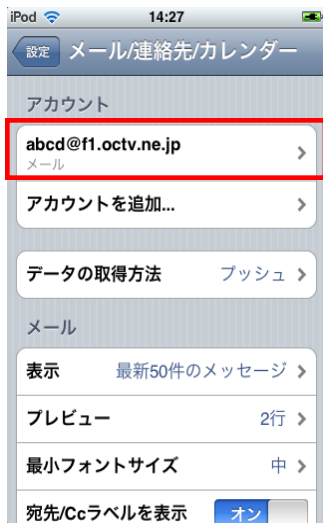 iPod 14:27
設定 メール/連絡先/カレンダー
アカウント
abcd@f1.octv.ne.jp
メール
アカウントを追加...
データの取得方法 プッシュ
メール
表示 最新50件のメッセージ
プレビュー 2行
最小フォントサイズ 中
宛先/Ccラベルを表示 オン